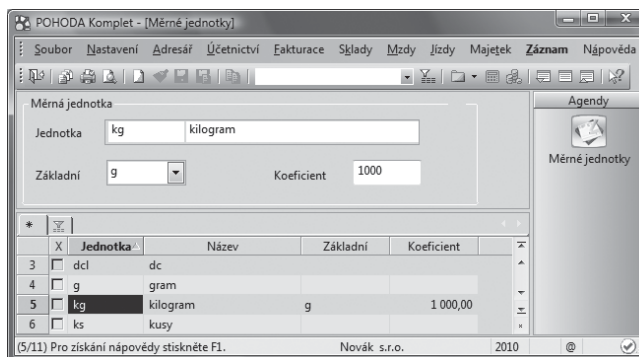 POHODA Komplet - [Měrné jednotky]
Soubor Nastavení Adresář Účetnictví Fakturace Sklady Mzdy Jízdy Majetek Záznam Nápověda
Měrná jednotka
Jednotka kg kilogram
Základní g Koeficient 1000
Agendy
Měrné jednotky
*
X Jednotka Název Základní Koeficient
3 dcl dc
4 g gram
5 kg kilogram g 1 000,00
6 ks kusy
(5/11) Pro získání nápovědy stiskněte F1. Novák s.r.o. 2010 @